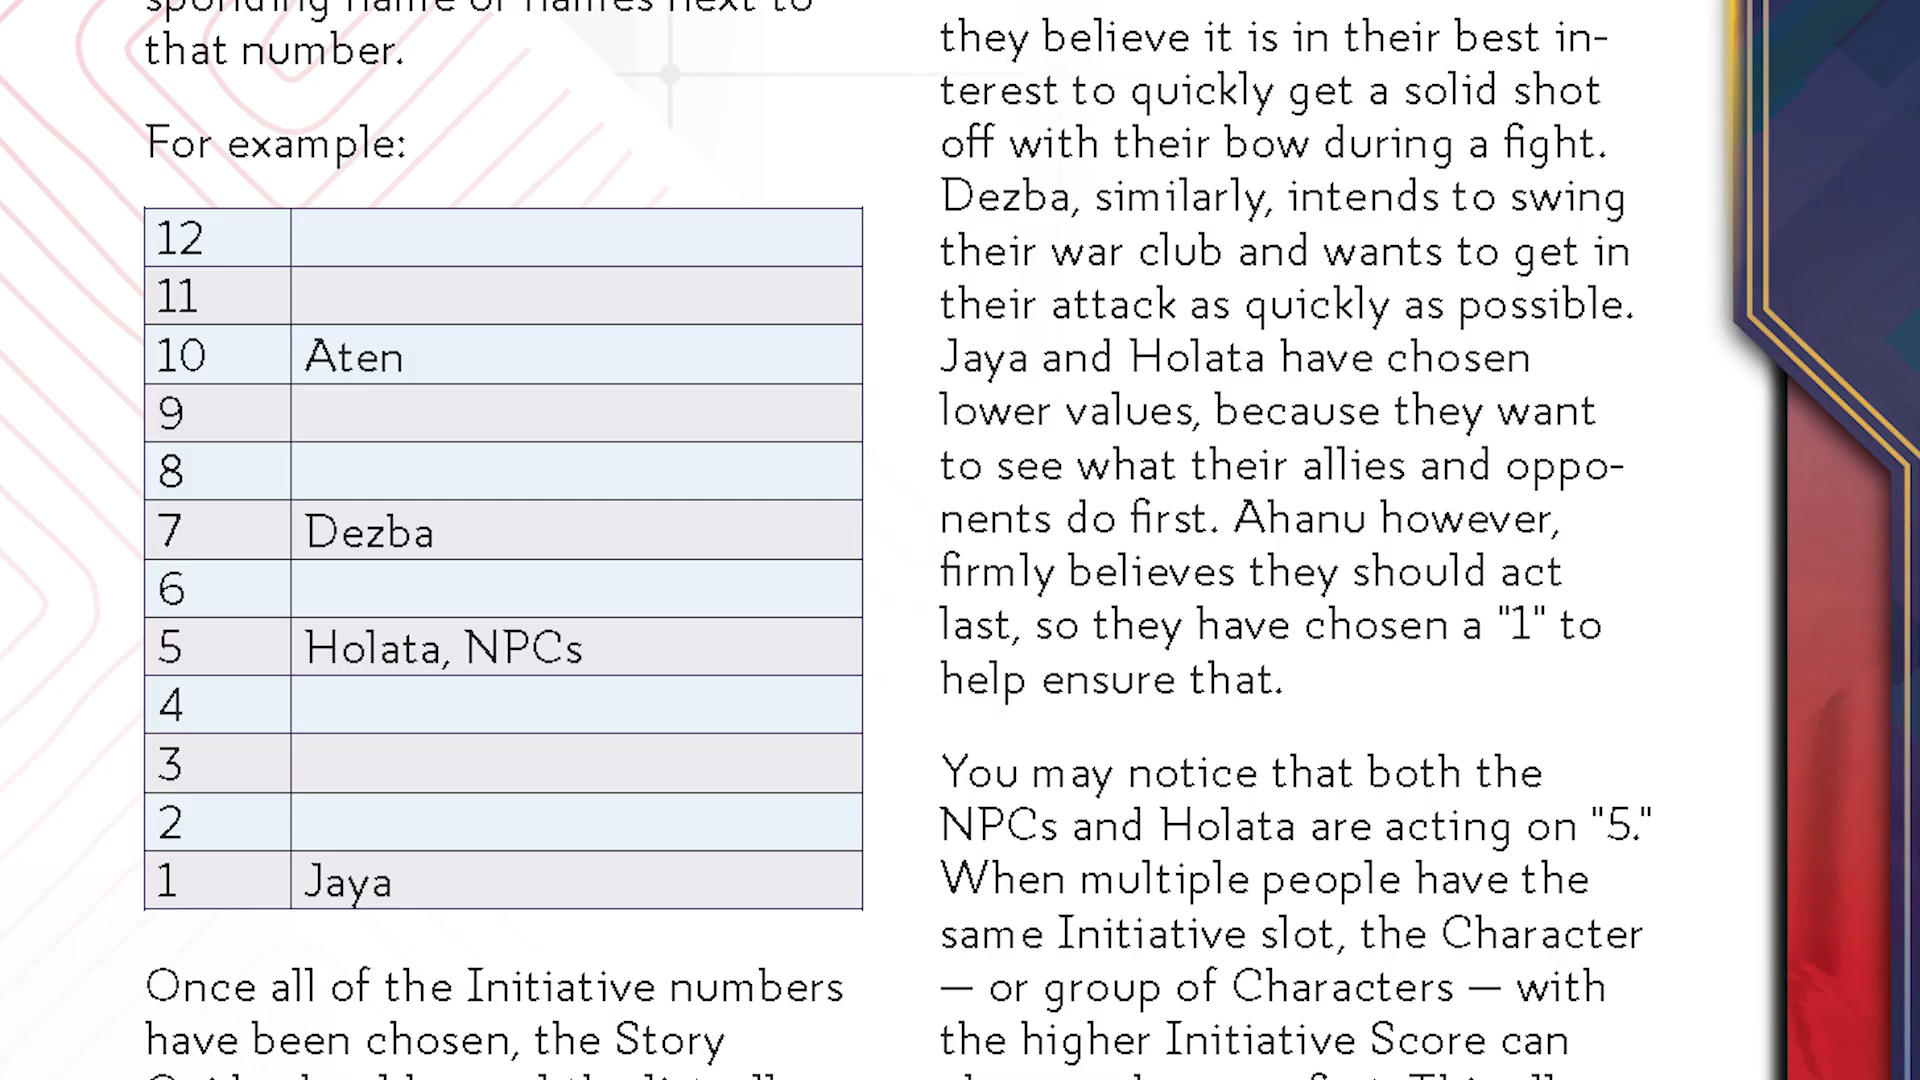 sponding name or names next to
that number.
For example:
12
11
10 Aten
9
8
7 Dezba
6
5 Holata, NPCs
4
3
2
1 Jaya
Once all of the Initiative numbers
have been chosen, the Story
they believe it is in their best in-
terest to quickly get a solid shot
off with their bow during a fight.
Dezba, similarly, intends to swing
their war club and wants to get in
their attack as quickly as possible.
Jaya and Holata have chosen
lower values, because they want
to see what their allies and oppo-
nents do first. Ahanu however,
firmly believes they should act
last, so they have chosen a "1" to
help ensure that.
You may notice that both the
NPCs and Holata are acting on "5."
When multiple people have the
same Initiative slot, the Character
— or group of Characters — with
the higher Initiative Score can